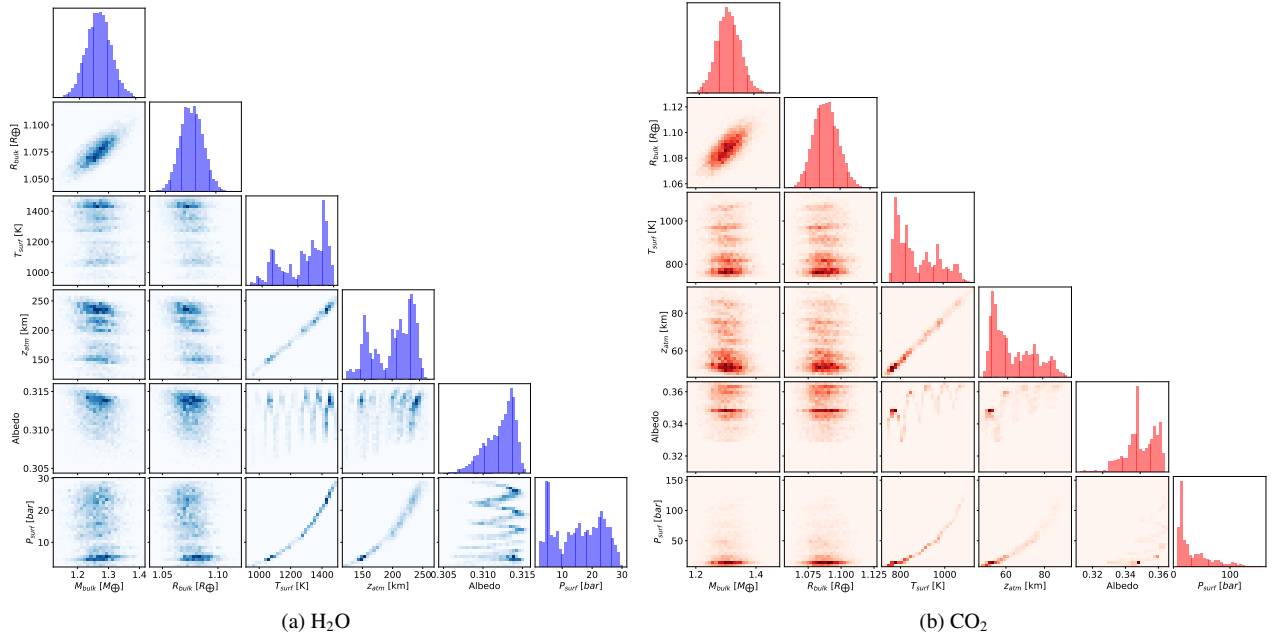 R_bulk [R⊕]
1.100
1.075
1.050
T_surf [K]
1400
1200
1000
z_atm [km]
250
200
150
Albedo
0.315
0.310
0.305
P_surf [bar]
30
20
10
1.2 1.3 1.4
M_bulk [M⊕]
1.05 1.10
R_bulk [R⊕]
1000 1200 1400
T_surf [K]
150 200 250
z_atm [km]
0.305 0.315
Albedo
10 20 30
P_surf [bar]
(a) H₂O
R_bulk [R⊕]
1.12
1.10
1.08
1.06
T_surf [K]
1000
900
800
700
z_atm [km]
80
60
Albedo
0.36
0.34
0.32
P_surf [bar]
150
100
50
1.2 1.4
M_bulk [M⊕]
1.075 1.100 1.125
R_bulk [R⊕]
800 1000
T_surf [K]
60 80
z_atm [km]
0.32 0.34 0.36
Albedo
100
P_surf [bar]
(b) CO₂